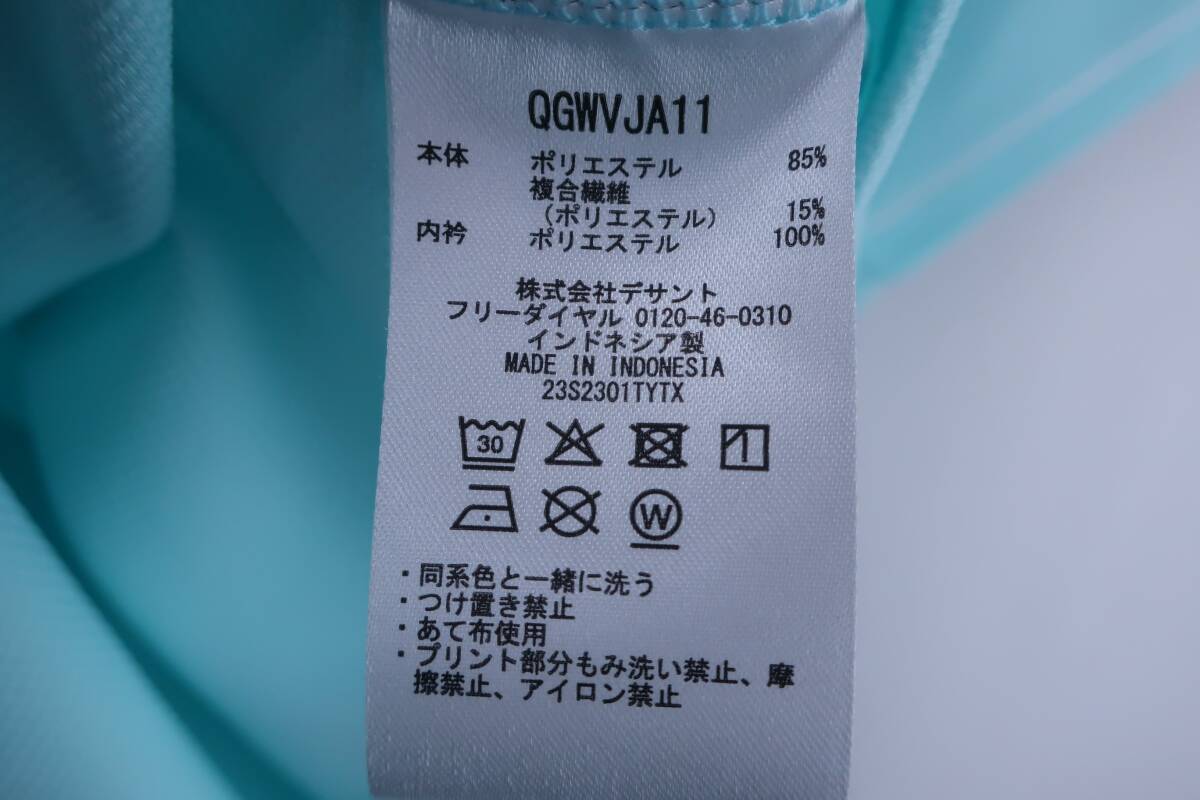 QGWVJA11
本体 ポリエステル 85%
複合繊維
(ポリエステル) 15%
内衿 ポリエステル 100%
株式会社デサント
フリーダイヤル 0120-46-0310
インドネシア製
MADE IN INDONESIA
23S2301TYTX
30
W
・同系色と一緒に洗う
・つけ置き禁止
・あて布使用
・プリント部分もみ洗い禁止、摩
擦禁止、アイロン禁止